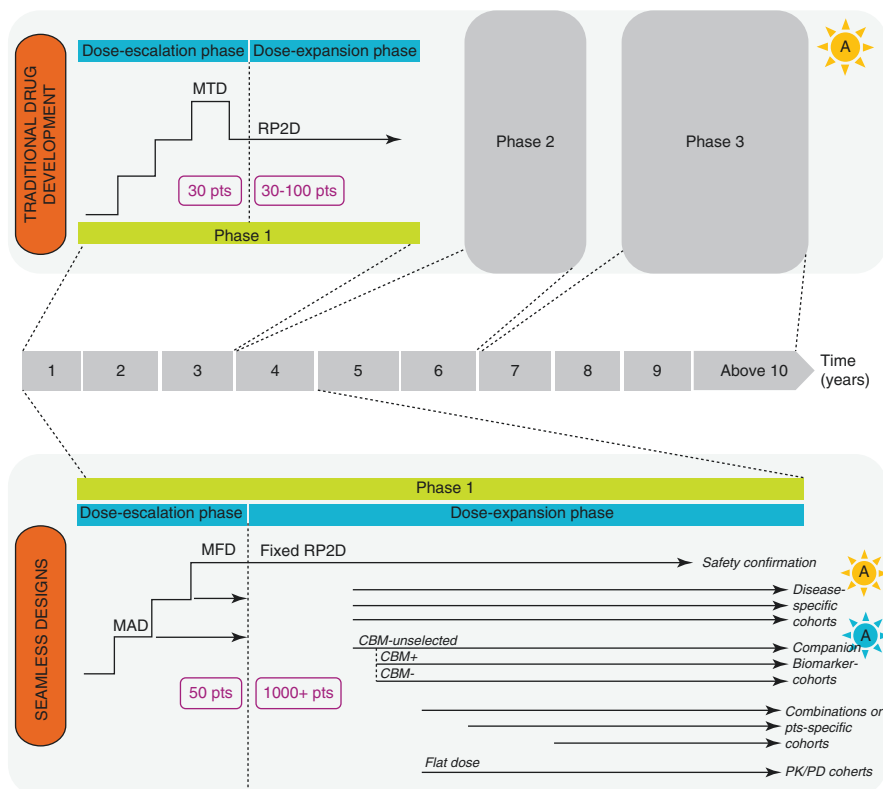 TRADITIONAL DRUG
DEVELOPMENT
Dose-escalation phase
Dose-expansion phase
MTD
RP2D
30 pts
30-100 pts
Phase 1
Phase 2
Phase 3
A
1
2
3
4
5
6
7
8
9
Above 10
Time
(years)
SEAMLESS DESIGNS
Phase 1
Dose-escalation phase
Dose-expansion phase
MFD
Fixed RP2D
MAD
50 pts
1000+ pts
Safety confirmation
A
Disease-
specific
cohorts
A
CBM-unselected
CBM+
CBM-
Companion
Biomarker-
cohorts
Combinations or
pts-specific
cohorts
Flat dose
PK/PD coherts